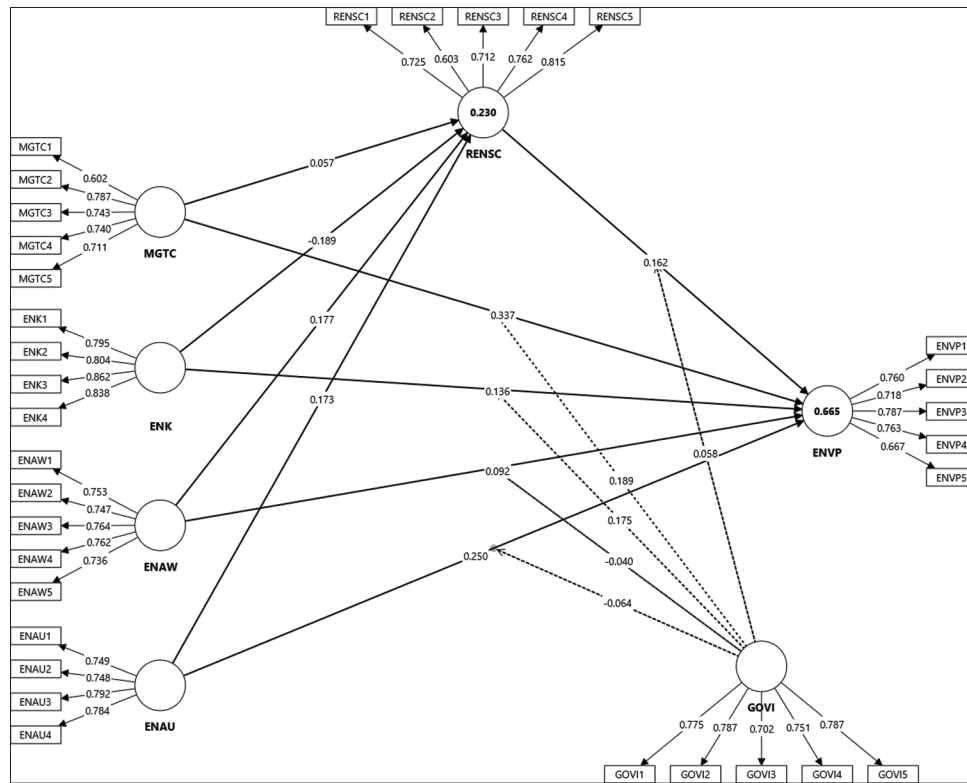 RENSC1 RENSC2 RENSC3 RENSC4 RENSC5
0.725 0.603 0.712 0.762 0.815
0.230
RENSC
MGTC1
MGTC2
MGTC3
MGTC4
MGTC5
0.602
0.787
0.743
0.740
0.711
MGTC
0.057
-0.189
0.177
0.173
0.162
ENK1
ENK2
ENK3
ENK4
0.795
0.804
0.862
0.838
ENK
0.337
0.136
0.092
0.250
0.058
0.189
0.175
-0.040
-0.064
0.665
ENVP
0.760
0.718
0.787
0.763
0.667
ENVP1
ENVP2
ENVP3
ENVP4
ENVP5
ENAW1
ENAW2
ENAW3
ENAW4
ENAW5
0.753
0.747
0.764
0.762
0.736
ENAW
ENAU1
ENAU2
ENAU3
ENAU4
0.749
0.748
0.792
0.784
ENAU
GOVI
0.775 0.787 0.702 0.751 0.787
GOVI1 GOVI2 GOVI3 GOVI4 GOVI5